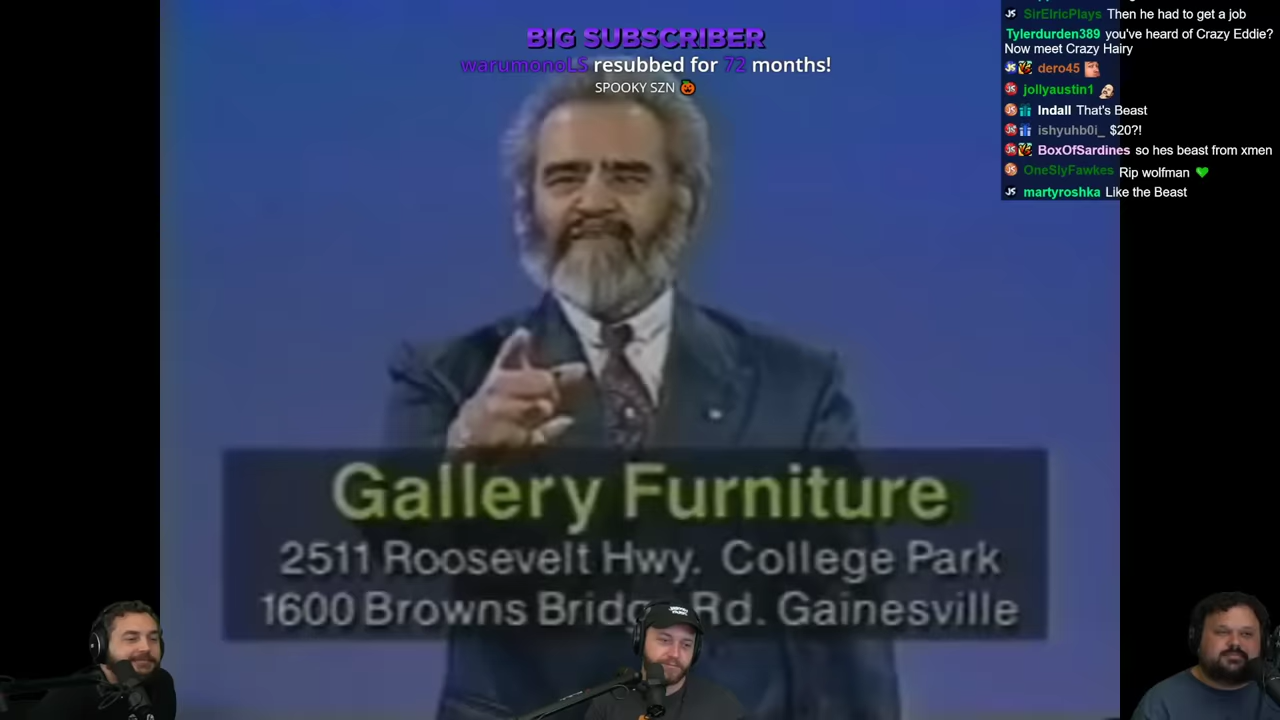 BIG SUBSCRIBER
warumonoLS resubbed for 72 months!
SPOOKY SZN
SirElricPlays Then he had to get a job
Tylerdurden389 you've heard of Crazy Eddie?
Now meet Crazy Hairy
dero45
jollyaustin1
Indall That's Beast
ishyuhb0i_ $20?!
BoxOfSardines so hes beast from xmen
OneSlyFawkes Rip wolfman
martyroshka Like the Beast
Gallery Furniture
2511 Roosevelt Hwy. College Park
1600 Browns Bridge Rd. Gainesville